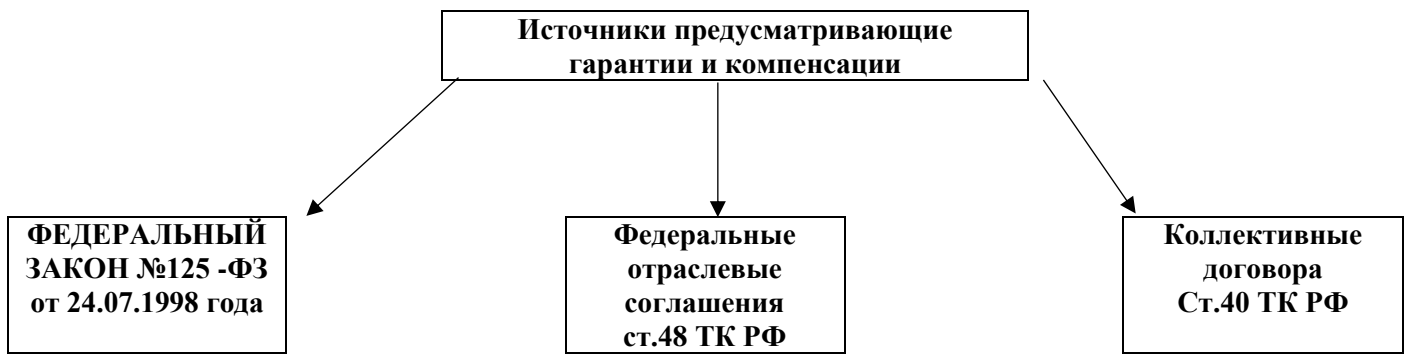 Источники предусматривающие
гарантии и компенсации
ФЕДЕРАЛЬНЫЙ
ЗАКОН №125 -ФЗ
от 24.07.1998 года
Федеральные
отраслевые
соглашения
ст.48 ТК РФ
Коллективные
договора
Ст.40 ТК РФ